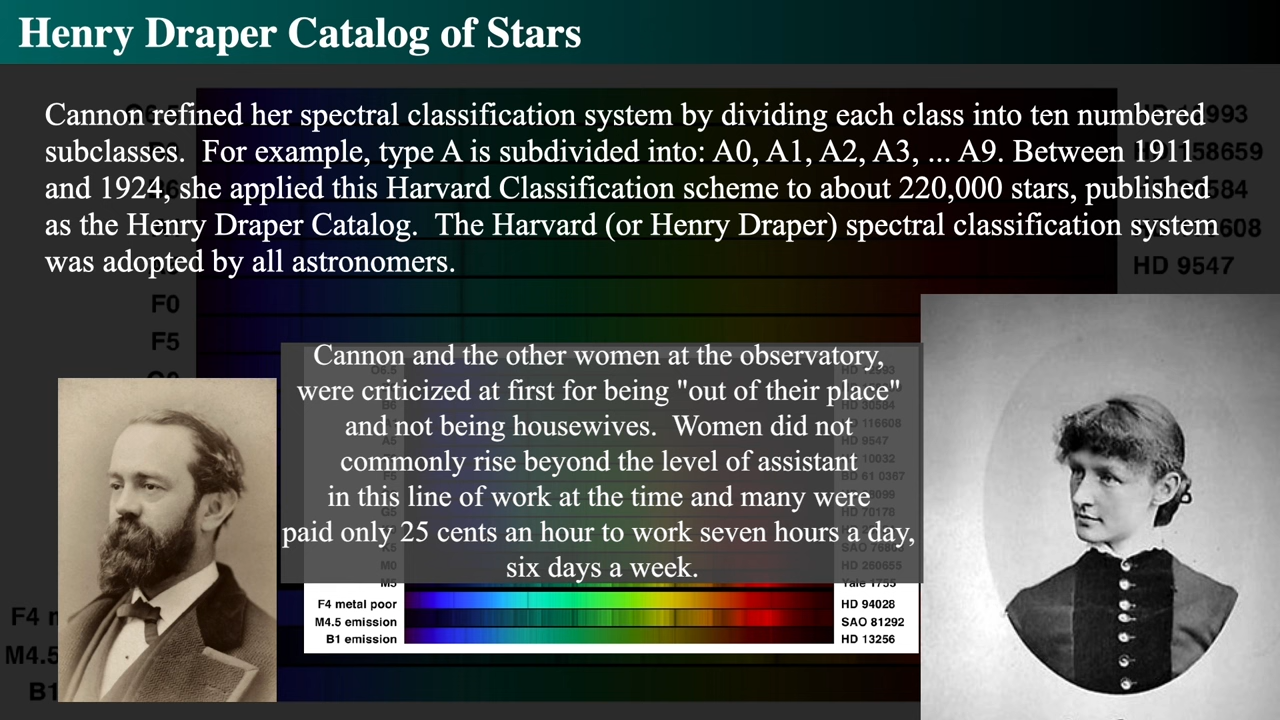 Henry Draper Catalog of Stars
Cannon refined her spectral classification system by dividing each class into ten numbered
subclasses.  For example, type A is subdivided into: A0, A1, A2, A3, ... A9. Between 1911
and 1924, she applied this Harvard Classification scheme to about 220,000 stars, published
as the Henry Draper Catalog.  The Harvard (or Henry Draper) spectral classification system
was adopted by all astronomers.
HD 9547
F0
F5
Cannon and the other women at the observatory,
were criticized at first for being "out of their place"
and not being housewives.  Women did not
commonly rise beyond the level of assistant
in this line of work at the time and many were
paid only 25 cents an hour to work seven hours a day,
six days a week.
M5 Yale 1755
F4 metal poor HD 94028
M4.5 emission SAO 81292
B1 emission HD 13256
F4
M4.5
B1